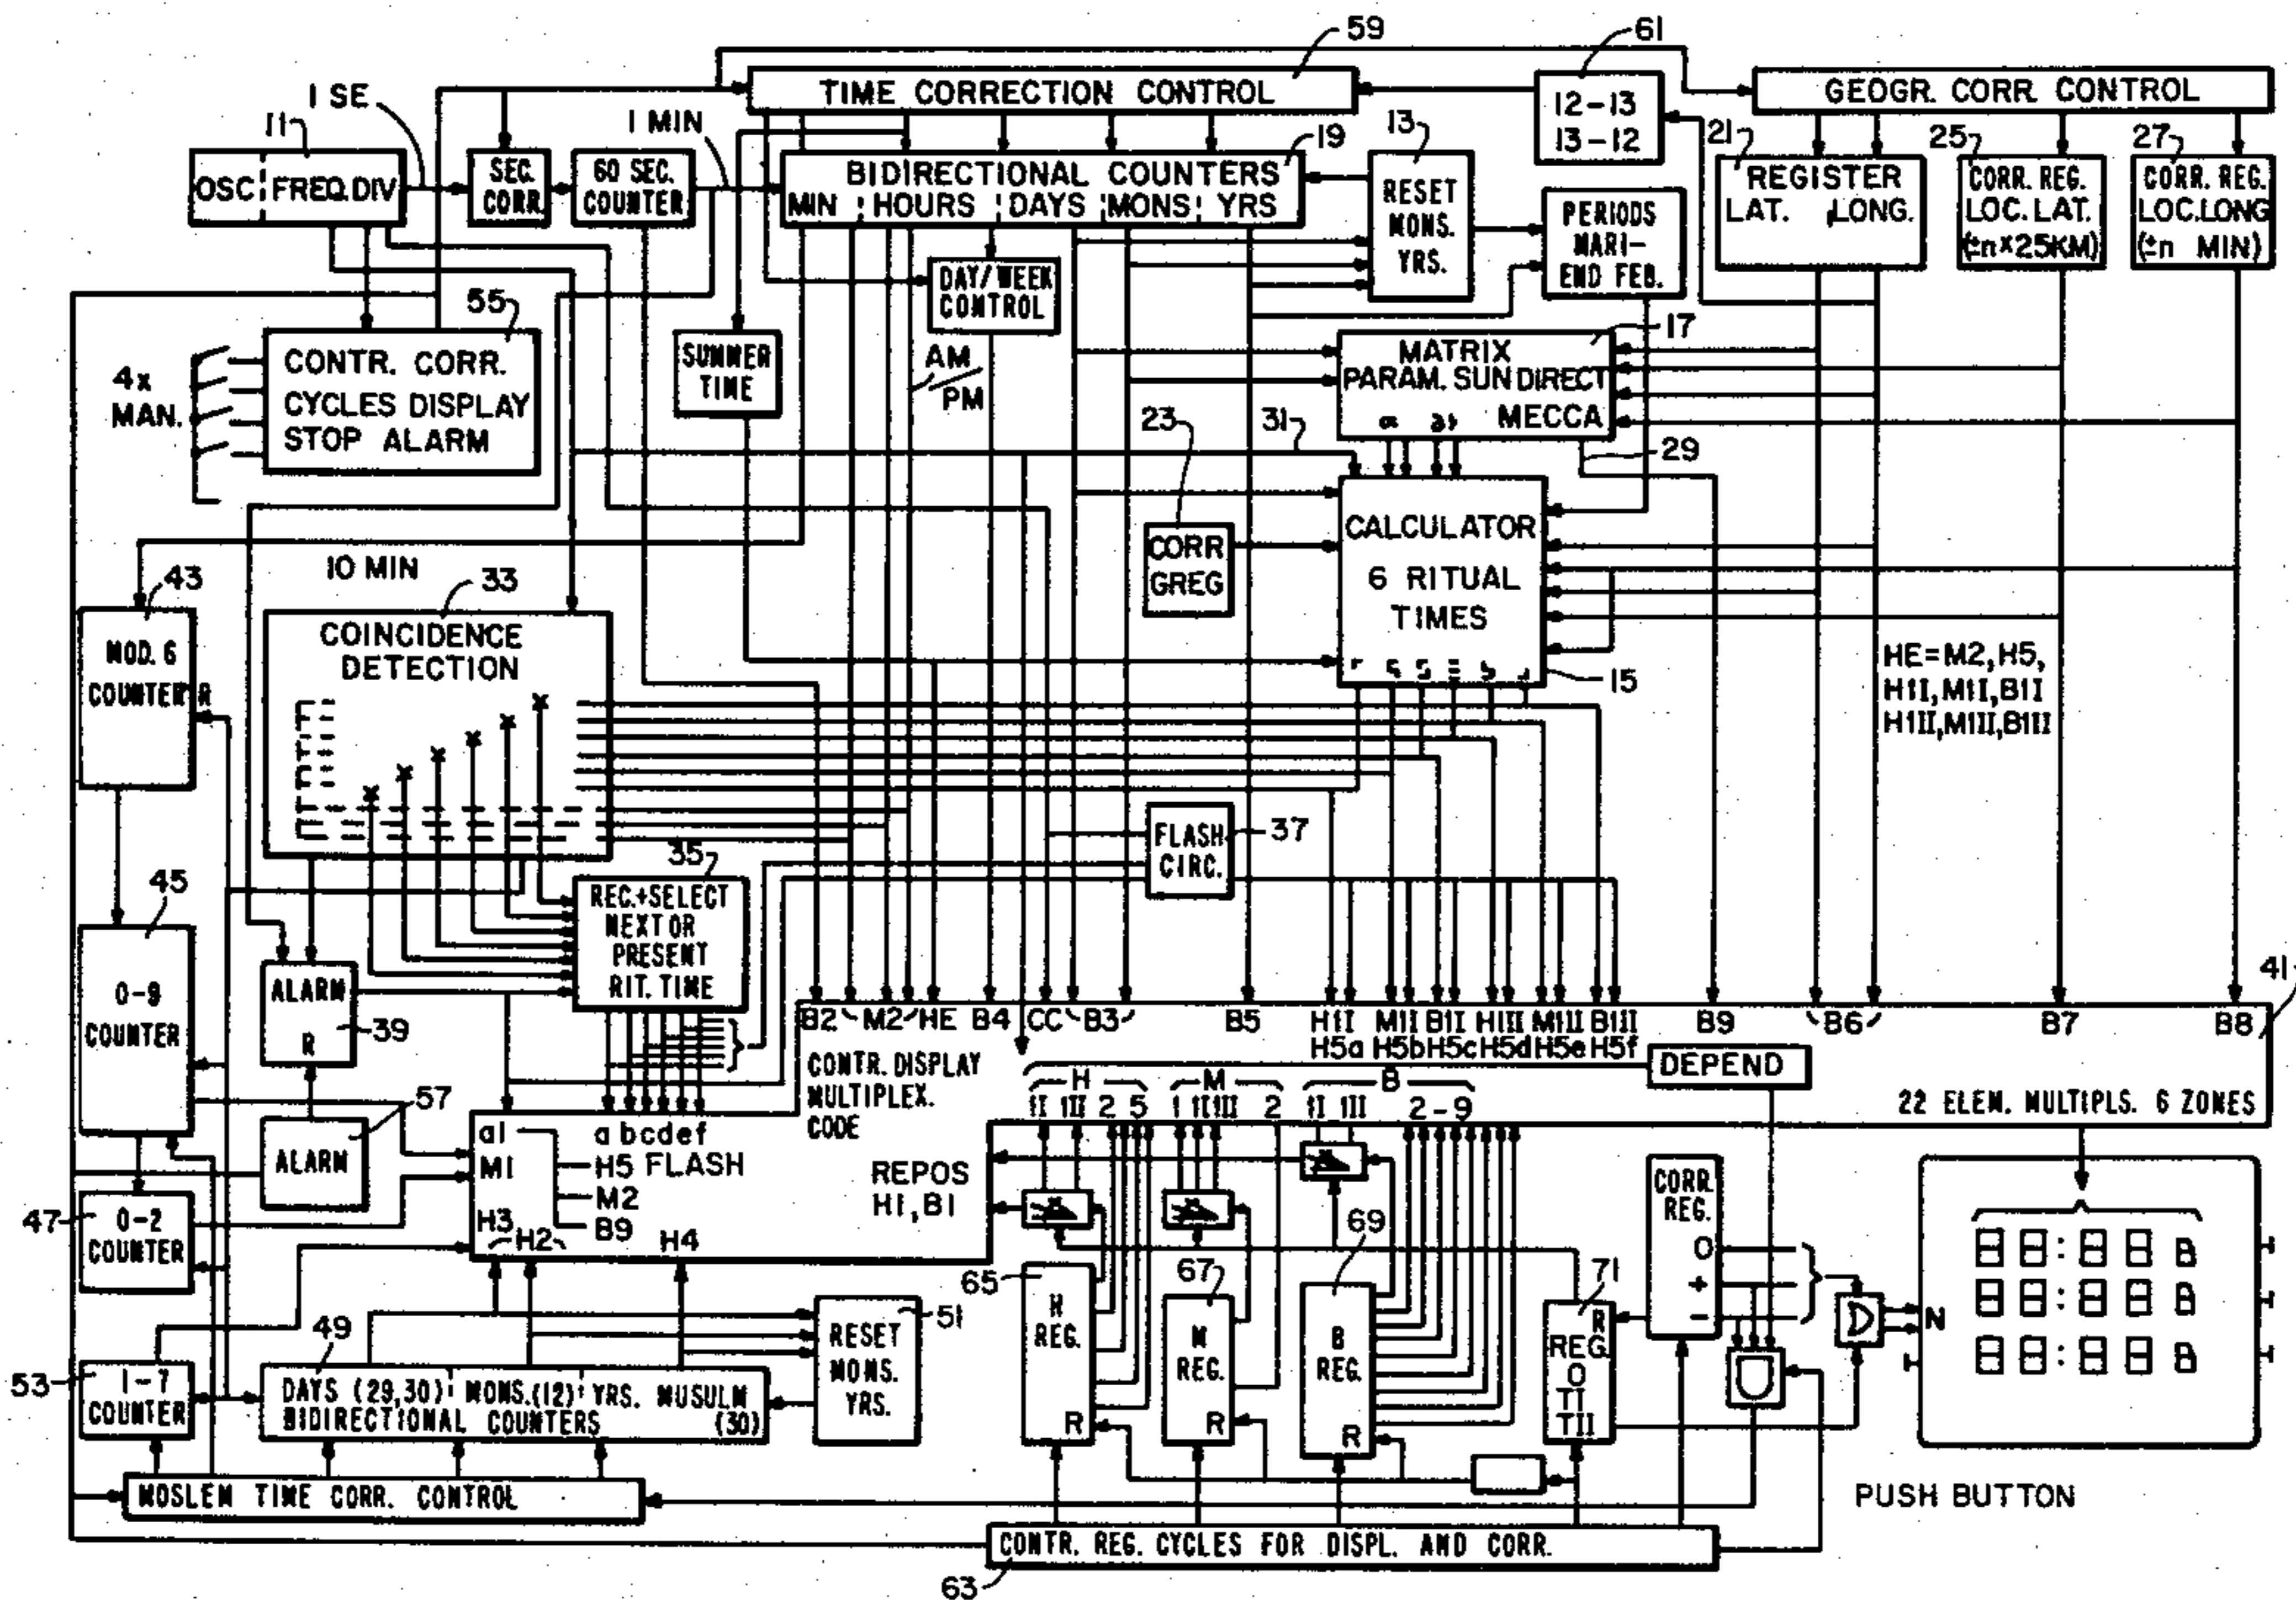 59
61
TIME CORRECTION CONTROL
12-13
13-12
GEOGR. CORR. CONTROL
1 SE
11
1 MIN
19
13
21
25
27
OSC
FREQ.DIV
SEC.
CORR.
60 SEC.
COUNTER
BIDIRECTIONAL COUNTERS
MIN
HOURS
DAYS
MONS
YRS
RESET
MONS.
YRS.
PERIODS
MARI-
END FEB.
REGISTER
LAT.
LONG.
CORR. REG.
LOC. LAT.
(±n×25KM)
CORR. REG.
LOC.LONG
(±n MIN)
55
DAY/WEEK
CONTROL
17
CONTR. CORR.
CYCLES DISPLAY
STOP ALARM
4x
MAN.
SUMMER
TIME
AM
PM
MATRIX
PARAM. SUN DIRECT
MECCA
23
31
29
CORR
GREG
CALCULATOR
6 RITUAL
TIMES
15
10 MIN
43
33
MOD. 6
COUNTER
R
COINCIDENCE
DETECTION
HE=M2, H5,
H1I, M1I, B1I
H1II, M1II, B1II
FLASH
CIRC.
37
35
45
REC.+SELECT
NEXT OR
PRESENT
RIT. TIME
0-9
COUNTER
ALARM
R
39
41
B2
M2
HE
B4
CC
B3
B5
H1I
M1I
B1I
H1II
M1II
B1II
B9
B6
B7
B8
H5a
H5b
H5c
H5d
H5e
H5f
CONTR. DISPLAY
MULTIPLEX.
CODE
DEPEND
H
M
B
1I
1II
2
5
1
1I
1II
2
1I
1II
2-9
22 ELEM. MULTIPLS. 6 ZONES
57
ALARM
a1
a b c d e f
M1
H5 FLASH
M2
B9
H3
H2
H4
REPOS
H1, B1
47
0-2
COUNTER
CORR.
REG.
0
+
-
65
67
69
71
H
REG.
R
M
REG.
R
B
REG.
R
R
REG.
0
TI
TII
D
N
51
RESET
MONS.
YRS.
49
53
1-7
COUNTER
DAYS (29,30)
MONS.(12)
YRS. MUSULM
BIDIRECTIONAL COUNTERS
(30)
MOSLEM TIME CORR. CONTROL
PUSH BUTTON
CONTR. REG. CYCLES FOR DISPL. AND CORR.
63